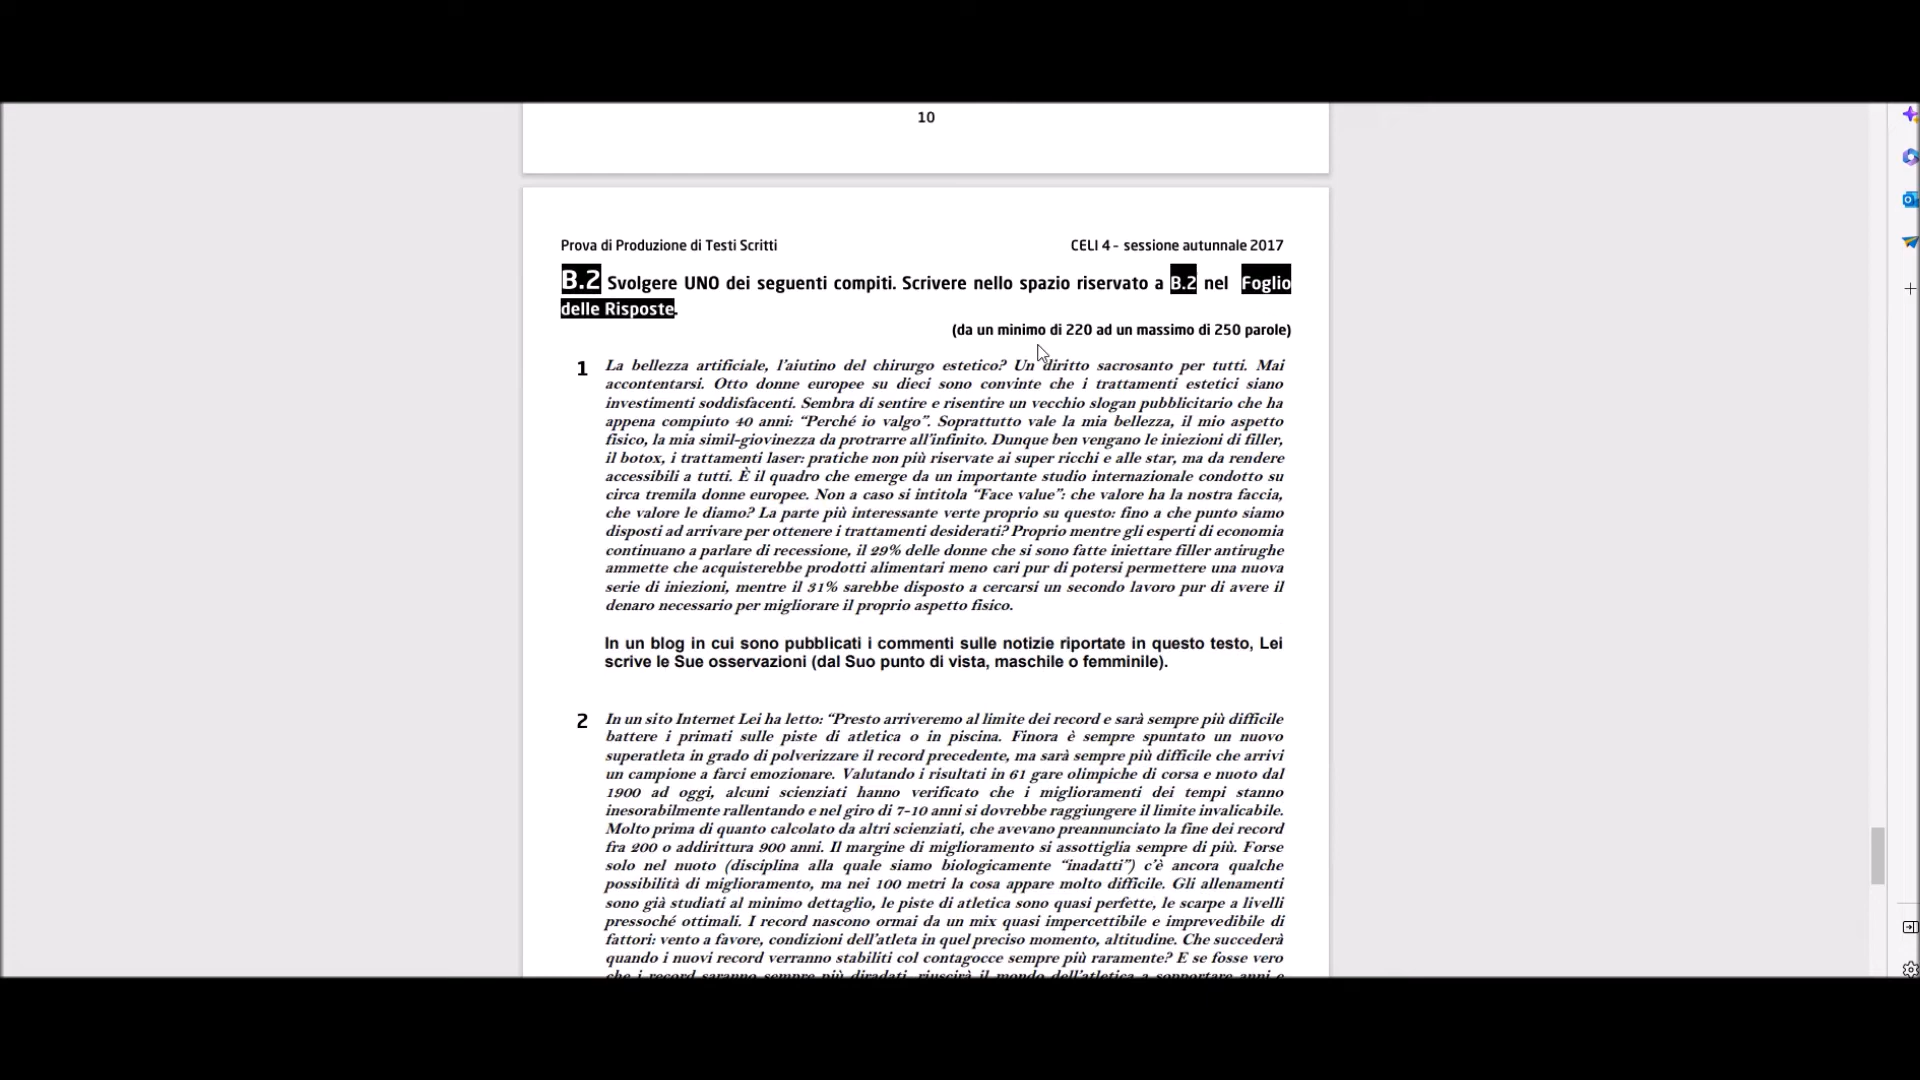 10
Prova di Produzione di Testi Scritti CELI 4 - sessione autunnale 2017
B.2 Svolgere UNO dei seguenti compiti. Scrivere nello spazio riservato a B.2 nel Foglio
delle Risposte.
(da un minimo di 220 ad un massimo di 250 parole)
1 La bellezza artificiale, l'aiutino del chirurgo estetico? Un diritto sacrosanto per tutti. Mai
accontentarsi. Otto donne europee su dieci sono convinte che i trattamenti estetici siano
investimenti soddisfacenti. Sembra di sentire e risentire un vecchio slogan pubblicitario che ha
appena compiuto 40 anni: “Perché io valgo”. Soprattutto vale la mia bellezza, il mio aspetto
fisico, la mia simil-giovinezza da protrarre all'infinito. Dunque ben vengano le iniezioni di filler,
il botox, i trattamenti laser: pratiche non più riservate ai super ricchi e alle star, ma da rendere
accessibili a tutti. È il quadro che emerge da un importante studio internazionale condotto su
circa tremila donne europee. Non a caso si intitola “Face value”: che valore ha la nostra faccia,
che valore le diamo? La parte più interessante verte proprio su questo: fino a che punto siamo
disposti ad arrivare per ottenere i trattamenti desiderati? Proprio mentre gli esperti di economia
continuano a parlare di recessione, il 29% delle donne che si sono fatte iniettare filler antirughe
ammette che acquisterebbe prodotti alimentari meno cari pur di potersi permettere una nuova
serie di iniezioni, mentre il 31% sarebbe disposto a cercarsi un secondo lavoro pur di avere il
denaro necessario per migliorare il proprio aspetto fisico.
In un blog in cui sono pubblicati i commenti sulle notizie riportate in questo testo, Lei
scrive le Sue osservazioni (dal Suo punto di vista, maschile o femminile).
2 In un sito Internet Lei ha letto: “Presto arriveremo al limite dei record e sarà sempre più difficile
battere i primati sulle piste di atletica o in piscina. Finora è sempre spuntato un nuovo
superatleta in grado di polverizzare il record precedente, ma sarà sempre più difficile che arrivi
un campione a farci emozionare. Valutando i risultati in 61 gare olimpiche di corsa e nuoto dal
1900 ad oggi, alcuni scienziati hanno verificato che i miglioramenti dei tempi stanno
inesorabilmente rallentando e nel giro di 7-10 anni si dovrebbe raggiungere il limite invalicabile.
Molto prima di quanto calcolato da altri scienziati, che avevano preannunciato la fine dei record
fra 200 o addirittura 900 anni. Il margine di miglioramento si assottiglia sempre di più. Forse
solo nel nuoto (disciplina alla quale siamo biologicamente “inadatti”) c'è ancora qualche
possibilità di miglioramento, ma nei 100 metri la cosa appare molto difficile. Gli allenamenti
sono già studiati al minimo dettaglio, le piste di atletica sono quasi perfette, le scarpe a livelli
pressoché ottimali. I record nascono ormai da un mix quasi impercettibile e imprevedibile di
fattori: vento a favore, condizioni dell'atleta in quel preciso momento, altitudine. Che succederà
quando i nuovi record verranno stabiliti col contagocce sempre più raramente? E se fosse vero
che i record saranno sempre più diradati, riuscirà il mondo dell'atletica a sopportare anni e